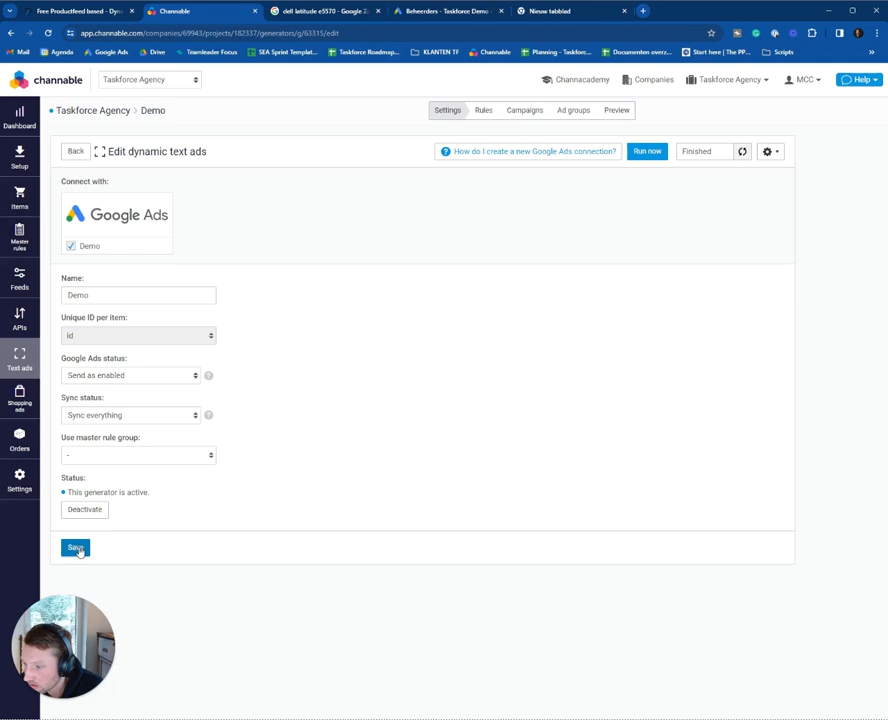 Free Productfeed based - Dyn
Channable
dell latitude e5570 - Google Z
Beheerders - Taskforce Demo
Nieuw tabblad
app.channable.com/companies/69943/projects/182337/generators/g/63315/edit
Mail
Agenda
Google Ads
Drive
Teamleader Focus
SEA Sprint Templat...
Taskforce Roadmap...
KLANTEN TF
Channable
Planning - Taskforc...
Documenten overz...
Start here | The PP...
Scripts
channable
Taskforce Agency
Channacademy
Companies
Taskforce Agency
MCC
Help
Dashboard
Setup
Items
Master rules
Feeds
APIs
Text ads
Shopping ads
Orders
Settings
Taskforce Agency > Demo
Settings
Rules
Campaigns
Ad groups
Preview
Back
Edit dynamic text ads
How do I create a new Google Ads connection?
Run now
Finished
Connect with:
Google Ads
Demo
Name:
Demo
Unique ID per item:
id
Google Ads status:
Send as enabled
Sync status:
Sync everything
Use master rule group:
-
Status:
This generator is active.
Deactivate
Save